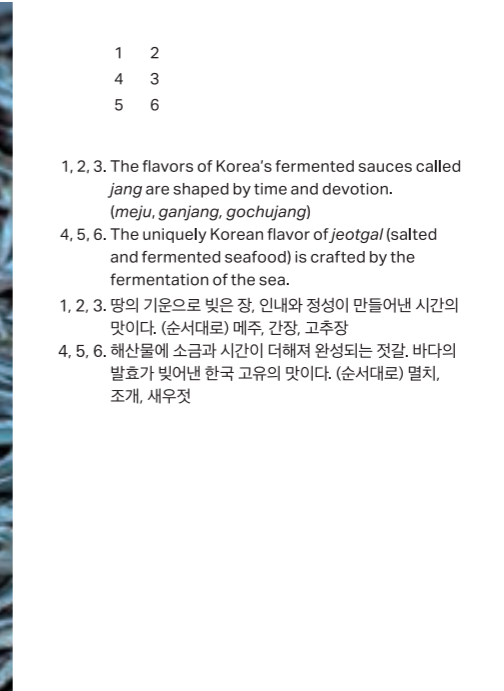 1 2
4 3
5 6
1, 2, 3. The flavors of Korea's fermented sauces called
jang are shaped by time and devotion.
(meju, ganjang, gochujang)
4, 5, 6. The uniquely Korean flavor of jeotgal (salted
and fermented seafood) is crafted by the
fermentation of the sea.
1, 2, 3. 땅의 기운으로 빚은 장, 인내와 정성이 만들어낸 시간의
맛이다. (순서대로) 메주, 간장, 고추장
4, 5, 6. 해산물에 소금과 시간이 더해져 완성되는 젓갈. 바다의
발효가 빚어낸 한국 고유의 맛이다. (순서대로) 멸치,
조개, 새우젓